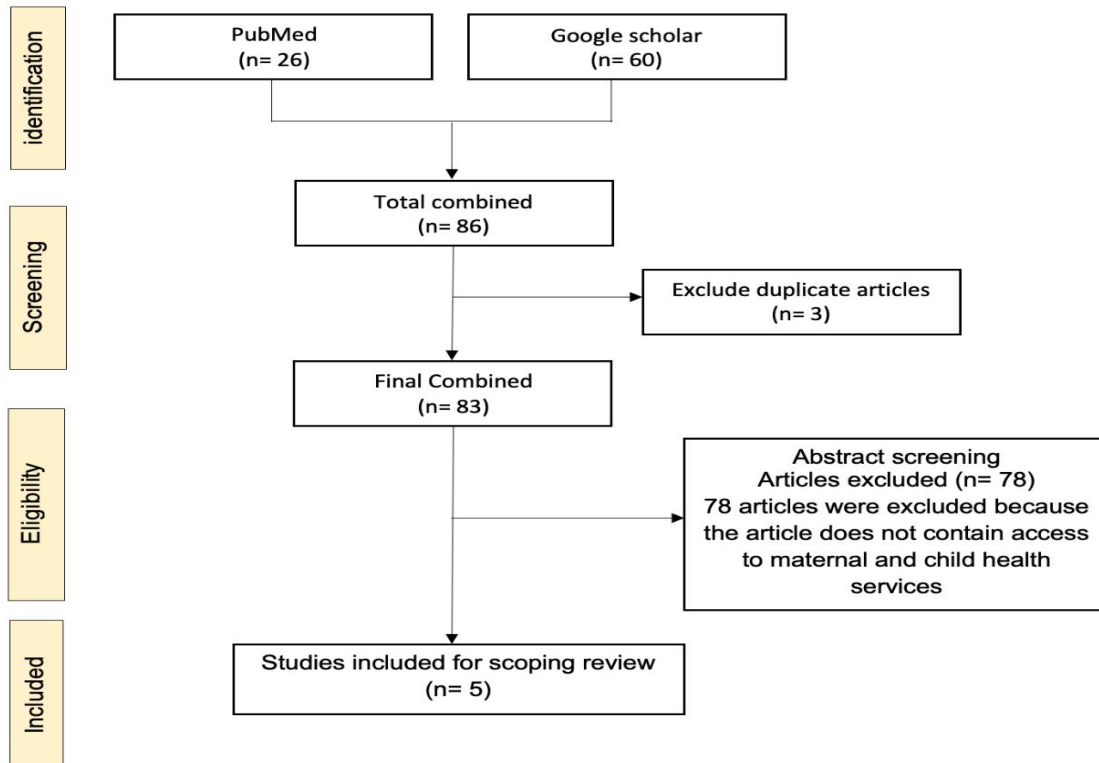 identification
PubMed
(n= 26)
Google scholar
(n= 60)
Screening
Total combined
(n= 86)
Exclude duplicate articles
(n= 3)
Final Combined
(n= 83)
Eligibility
Abstract screening
Articles excluded (n= 78)
78 articles were excluded because
the article does not contain access
to maternal and child health
services
Included
Studies included for scoping review
(n= 5)